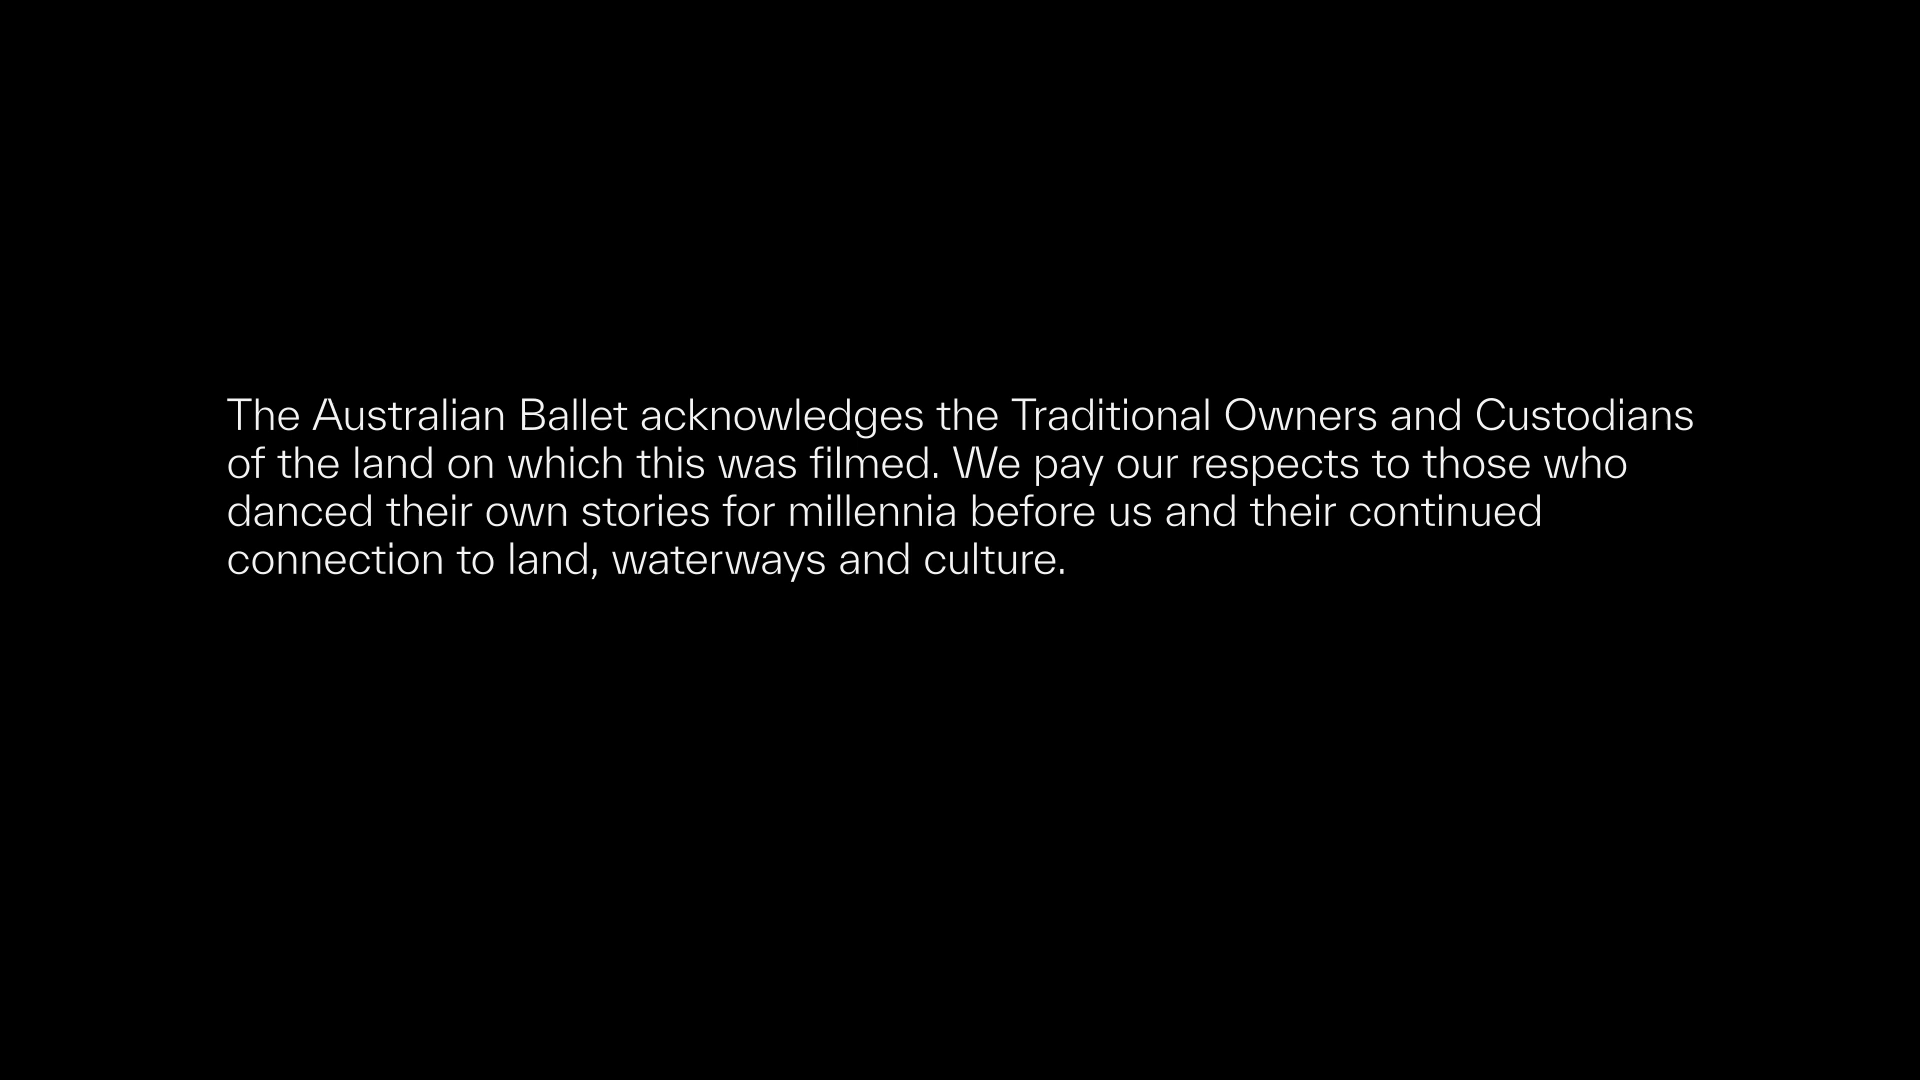 The Australian Ballet acknowledges the Traditional Owners and Custodians
of the land on which this was filmed. We pay our respects to those who
danced their own stories for millennia before us and their continued
connection to land, waterways and culture.